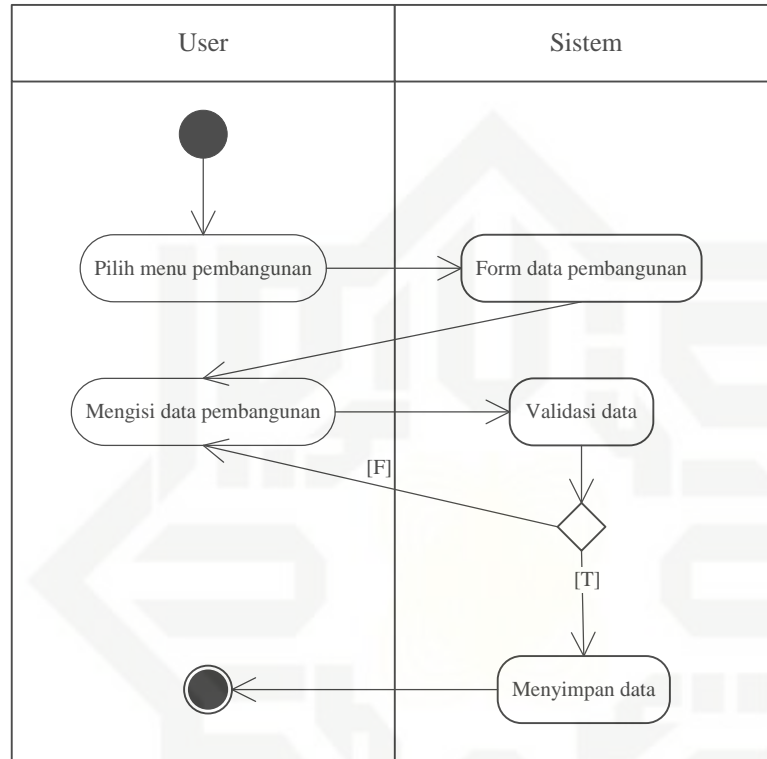 User
Sistem
Pilih menu pembangunan
Form data pembangunan
Mengisi data pembangunan
Validasi data
[F]
[T]
Menyimpan data